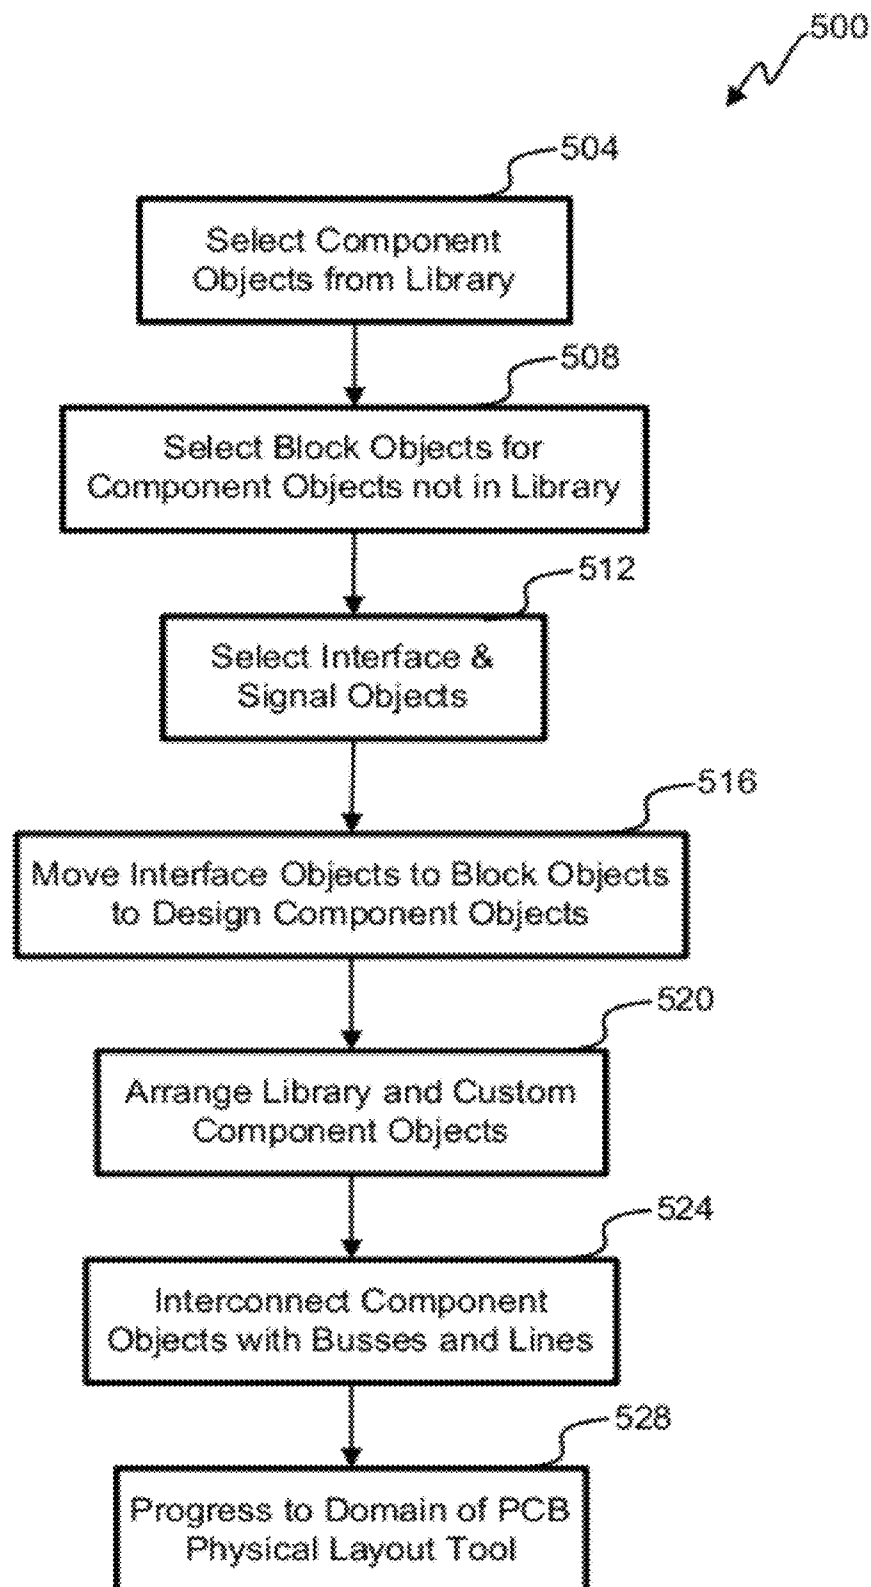 500
504
Select Component
Objects from Library
508
Select Block Objects for
Component Objects not in Library
512
Select Interface &
Signal Objects
516
Move Interface Objects to Block Objects
to Design Component Objects
520
Arrange Library and Custom
Component Objects
524
Interconnect Component
Objects with Busses and Lines
528
Progress to Domain of PCB
Physical Layout Tool